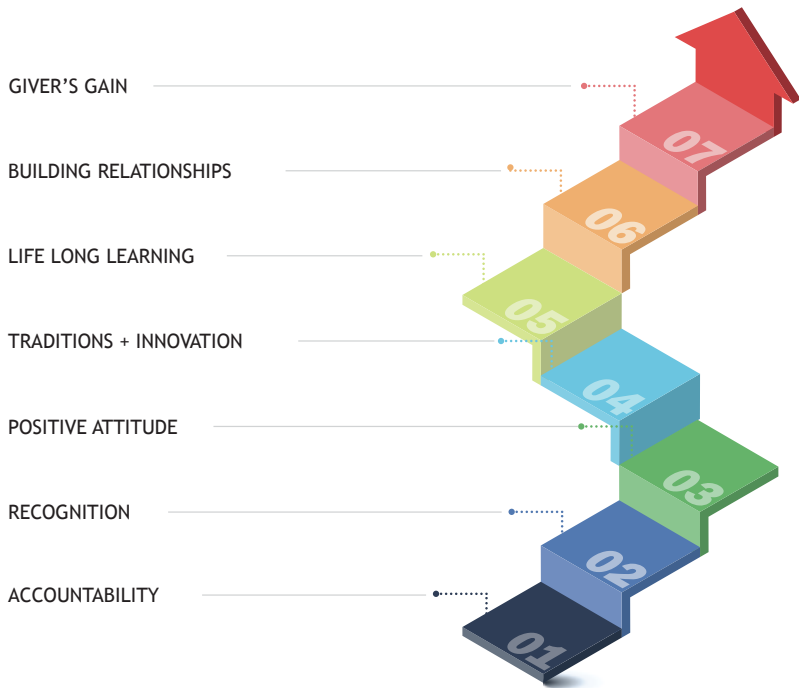 GIVER’S GAIN
07
BUILDING RELATIONSHIPS
06
LIFE LONG LEARNING
05
TRADITIONS + INNOVATION
04
POSITIVE ATTITUDE
03
RECOGNITION
02
ACCOUNTABILITY
01